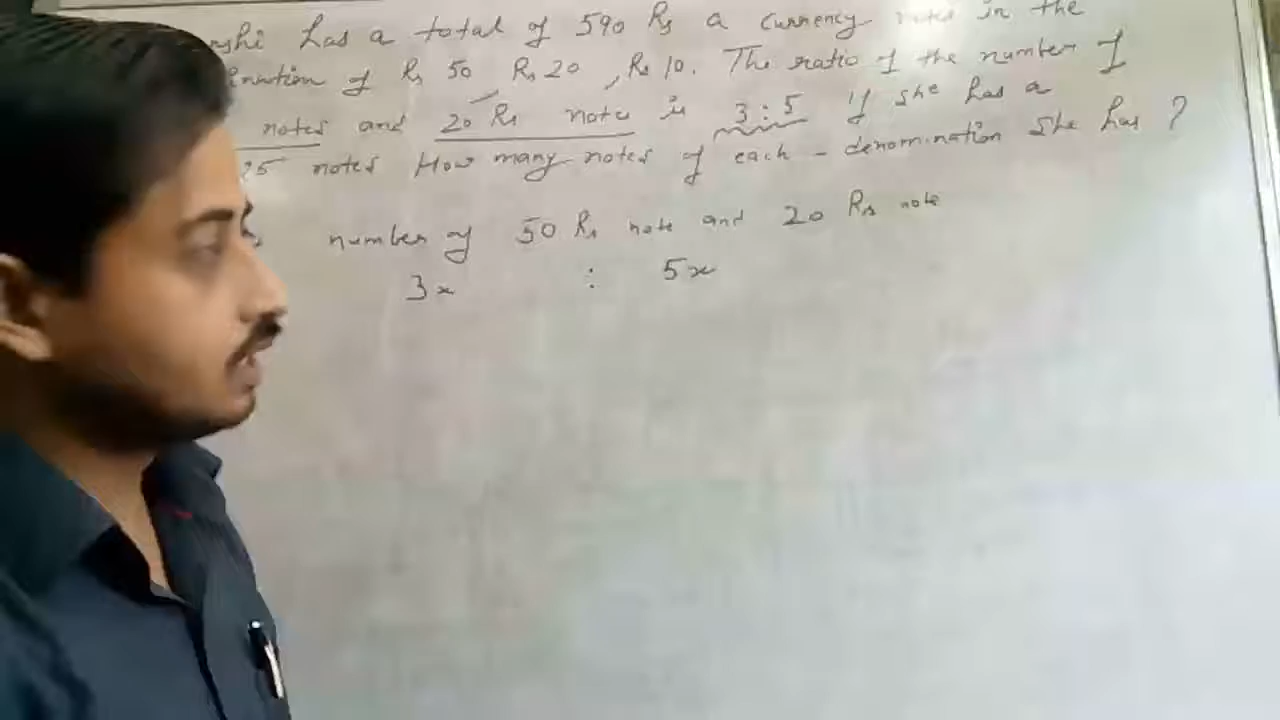 has a total of 590 Rs a currency notes in the
of Rs 50 Rs 20 , Rs 10. The ratio of the number of
notes and 20 Rs note is 3:5 If she has a
25 notes How many notes of each - denomination she has ?
number of 50 Rs note and 20 Rs note
3x : 5x